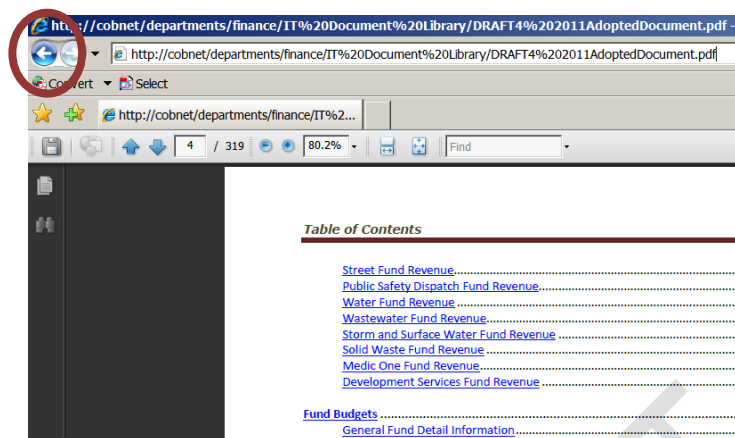 http://cobnet/departments/finance/IT%20Document%20Library/DRAFT4%202011AdoptedDocument.pdf -
http://cobnet/departments/finance/IT%20Document%20Library/DRAFT4%202011AdoptedDocument.pdf
Convert Select
http://cobnet/departments/finance/IT%2...
4 / 319 80.2% Find
Table of Contents
Street Fund Revenue
Public Safety Dispatch Fund Revenue
Water Fund Revenue
Wastewater Fund Revenue
Storm and Surface Water Fund Revenue
Solid Waste Fund Revenue
Medic One Fund Revenue
Development Services Fund Revenue
Fund Budgets
General Fund Detail Information